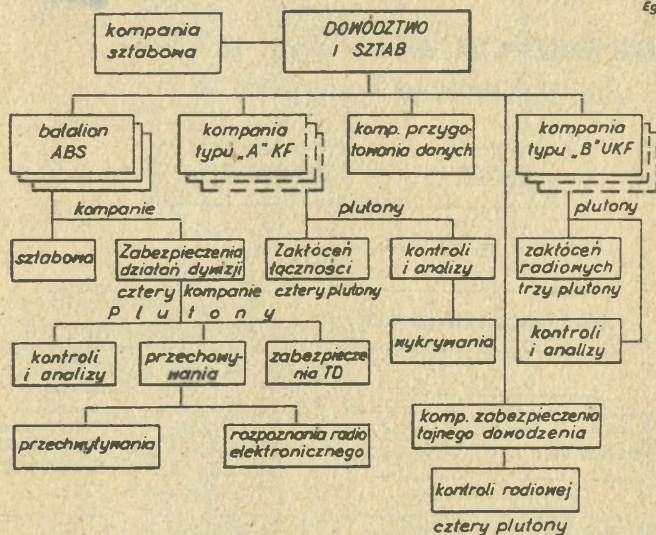 Eg
kompania
sztabowa
DOWÓDZTWO
I SZTAB
batalion
ABS
kompania
typu „A" KF
komp. przygo-
towania danych
kompania
typu „B" UKF
kompanie
plutony
plutony
sztabowa
Zabezpieczenia
działań dywizji
Zakłóceń
łączności
kontroli
i analizy
zakłóceń
radiowych
cztery kompanie
cztery plutony
trzy plutony
Plutony
kontroli
i analizy
przechowy-
wania
zabezpiecze
nia TD
wykrywania
kontroli
i analizy
przechwytywania
rozpoznania radio
elektronicznego
komp. zabezpieczenia
tajnego dowodzenia
kontroli radiowej
cztery plutony